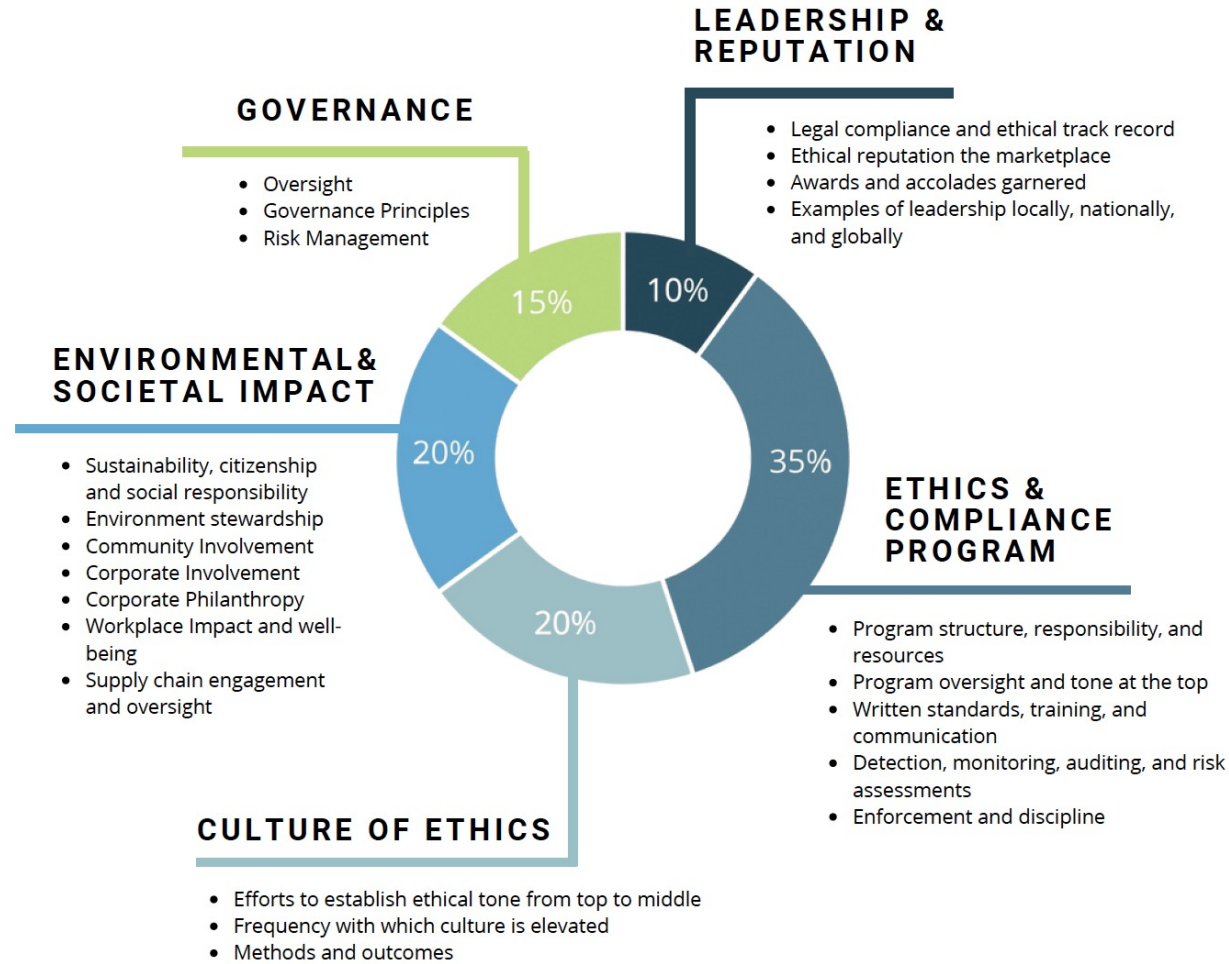 LEADERSHIP &
REPUTATION
• Legal compliance and ethical track record
• Ethical reputation the marketplace
• Awards and accolades garnered
• Examples of leadership locally, nationally,
and globally
GOVERNANCE
• Oversight
• Governance Principles
• Risk Management
10%
15%
35%
20%
20%
ENVIRONMENTAL&
SOCIETAL IMPACT
• Sustainability, citizenship
and social responsibility
• Environment stewardship
• Community Involvement
• Corporate Involvement
• Corporate Philanthropy
• Workplace Impact and well-
being
• Supply chain engagement
and oversight
ETHICS &
COMPLIANCE
PROGRAM
• Program structure, responsibility, and
resources
• Program oversight and tone at the top
• Written standards, training, and
communication
• Detection, monitoring, auditing, and risk
assessments
• Enforcement and discipline
CULTURE OF ETHICS
• Efforts to establish ethical tone from top to middle
• Frequency with which culture is elevated
• Methods and outcomes